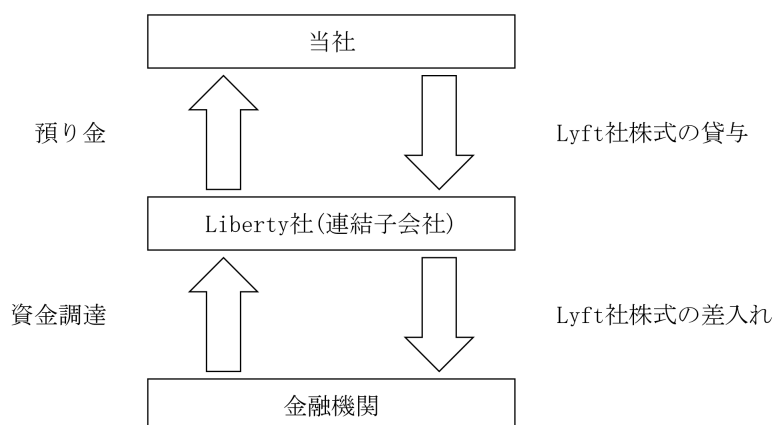 当社
預り金
Lyft社株式の貸与
Liberty社(連結子会社)
資金調達
Lyft社株式の差入れ
金融機関